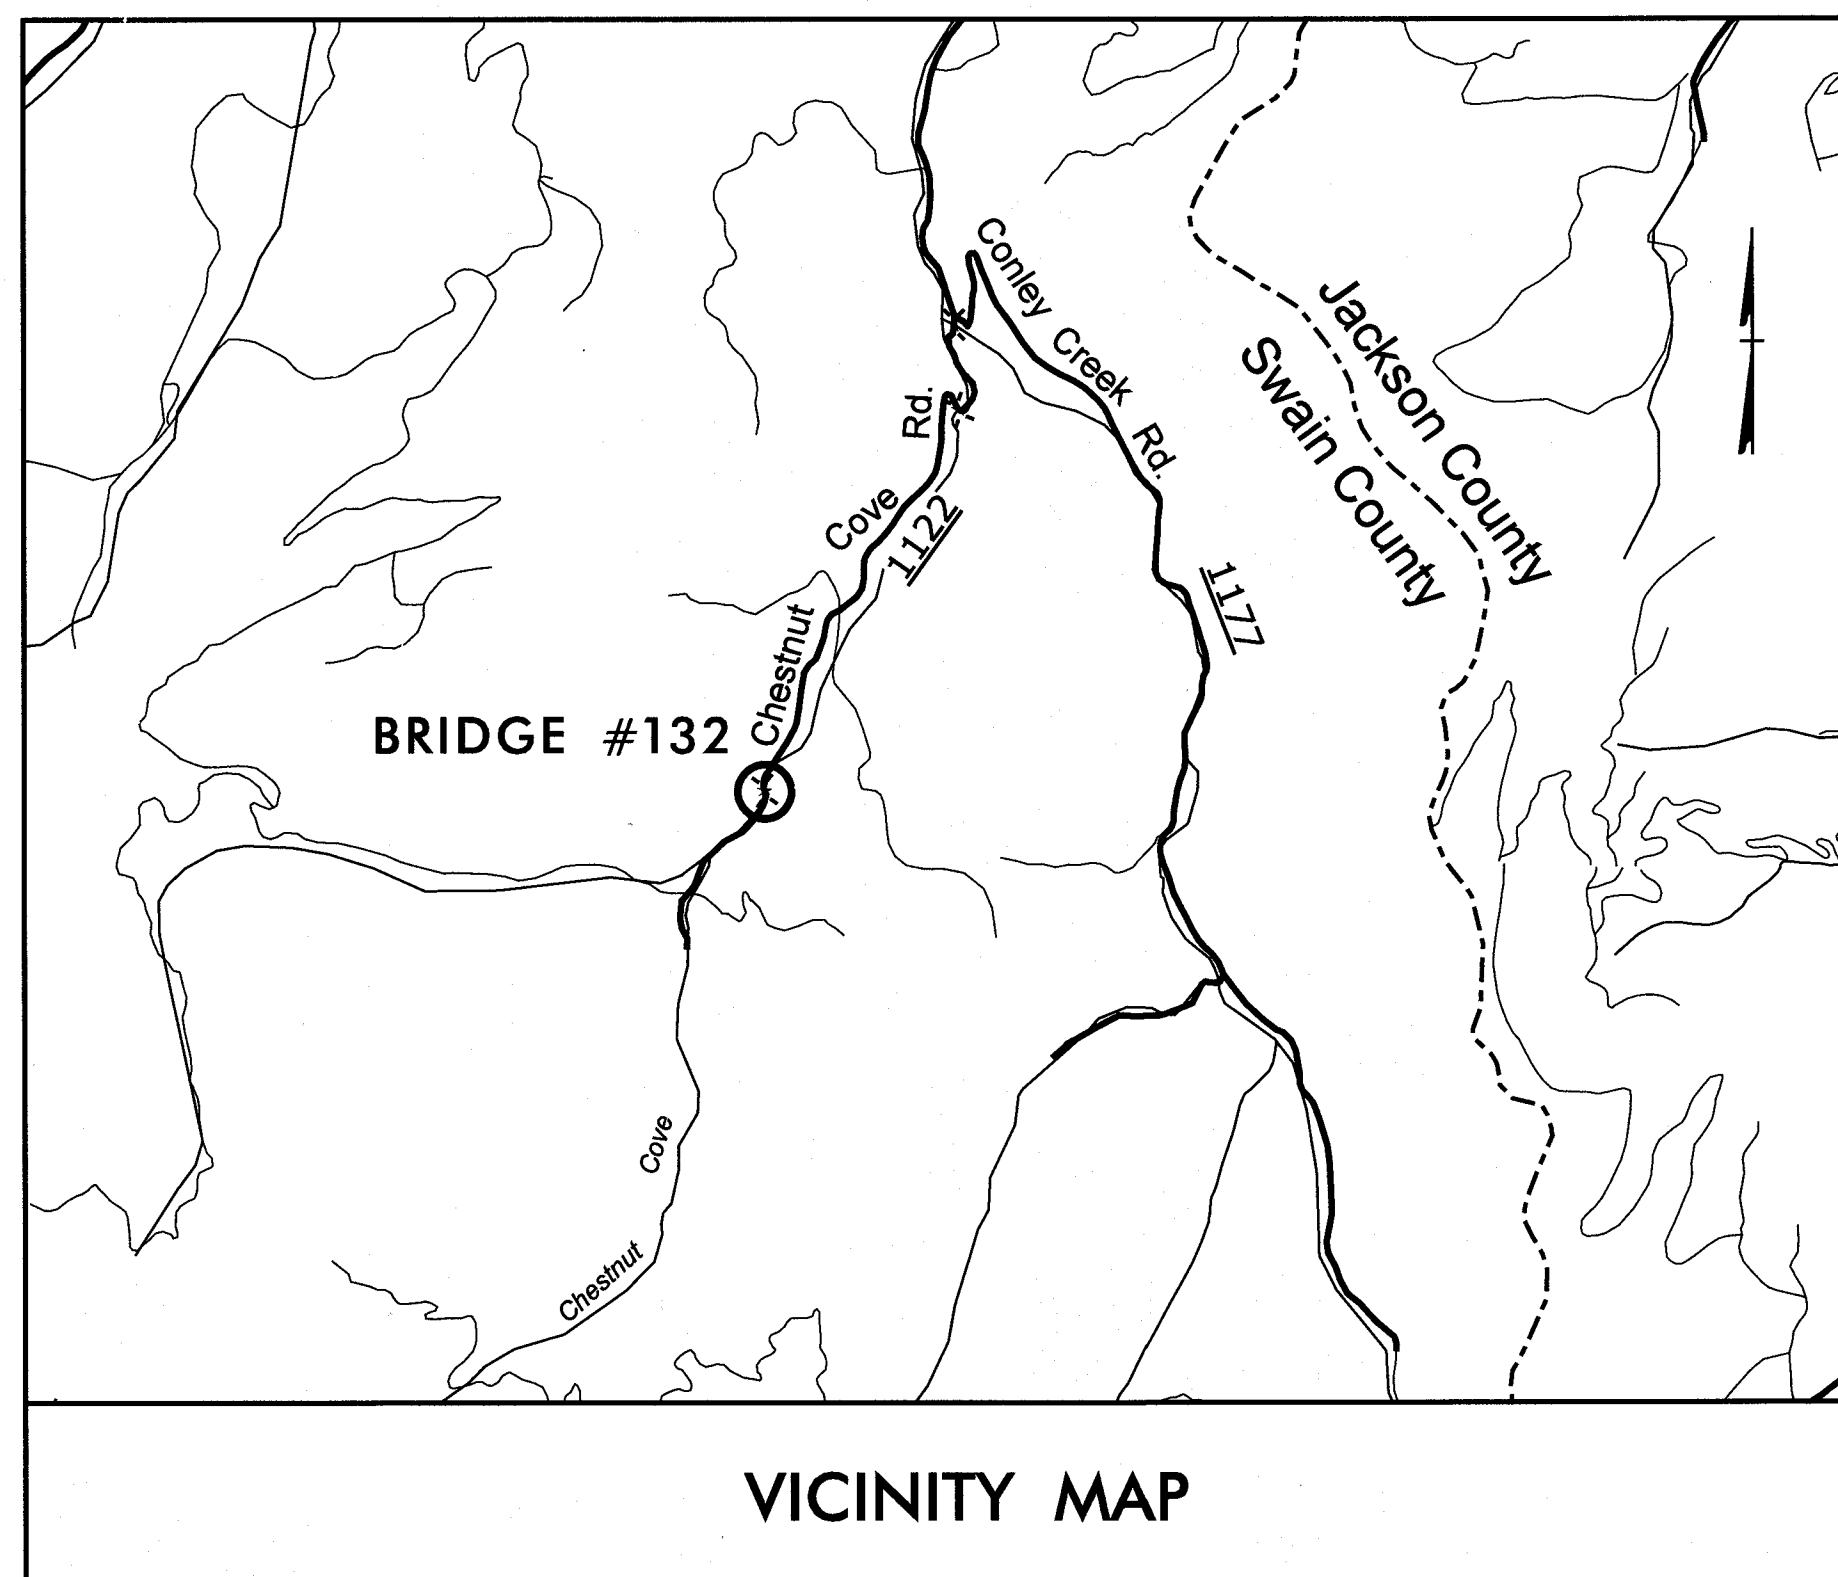 Conley Creek Rd.
Jackson County
Swain County
Chestnut Cove Rd.
1122
1177
BRIDGE #132
Chestnut Cove
VICINITY MAP